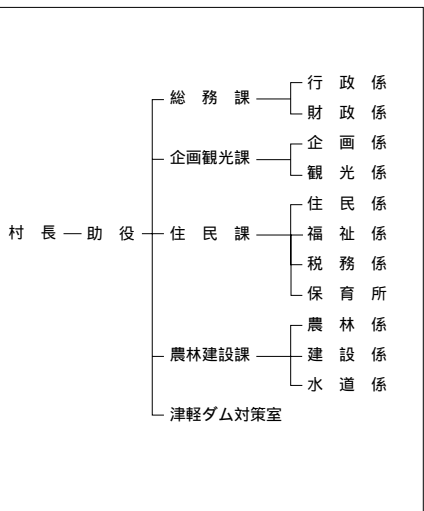 行政係
総務課
財政係
企画係
企画観光課
観光係
住民係
村長
助役
住民課
福祉係
税務係
保育所
農林係
農林建設課
建設係
水道係
津軽ダム対策室